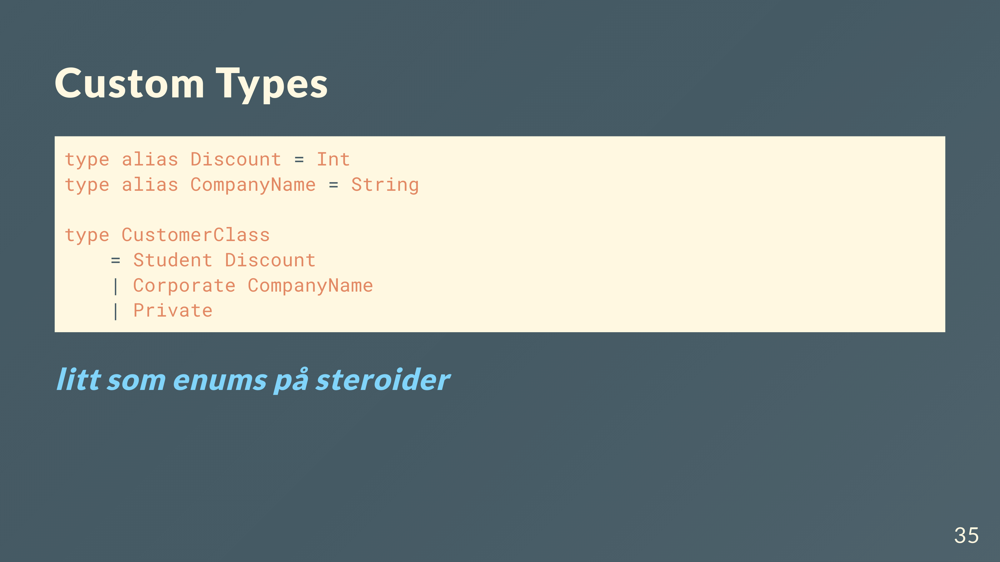 Custom Types
type alias Discount = Int
type alias CompanyName = String
type CustomerClass
    = Student Discount
    | Corporate CompanyName
    | Private
litt som enums på steroider
35